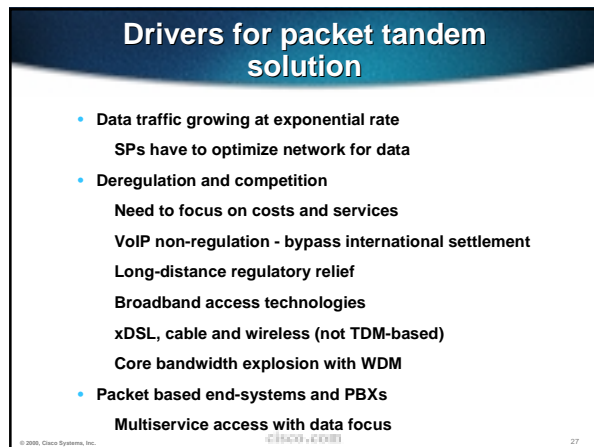 Drivers for packet tandem
solution
• Data traffic growing at exponential rate
SPs have to optimize network for data
• Deregulation and competition
Need to focus on costs and services
VoIP non-regulation - bypass international settlement
Long-distance regulatory relief
Broadband access technologies
xDSL, cable and wireless (not TDM-based)
Core bandwidth explosion with WDM
• Packet based end-systems and PBXs
Multiservice access with data focus
© 2000, Cisco Systems, Inc.
cisco.com
27